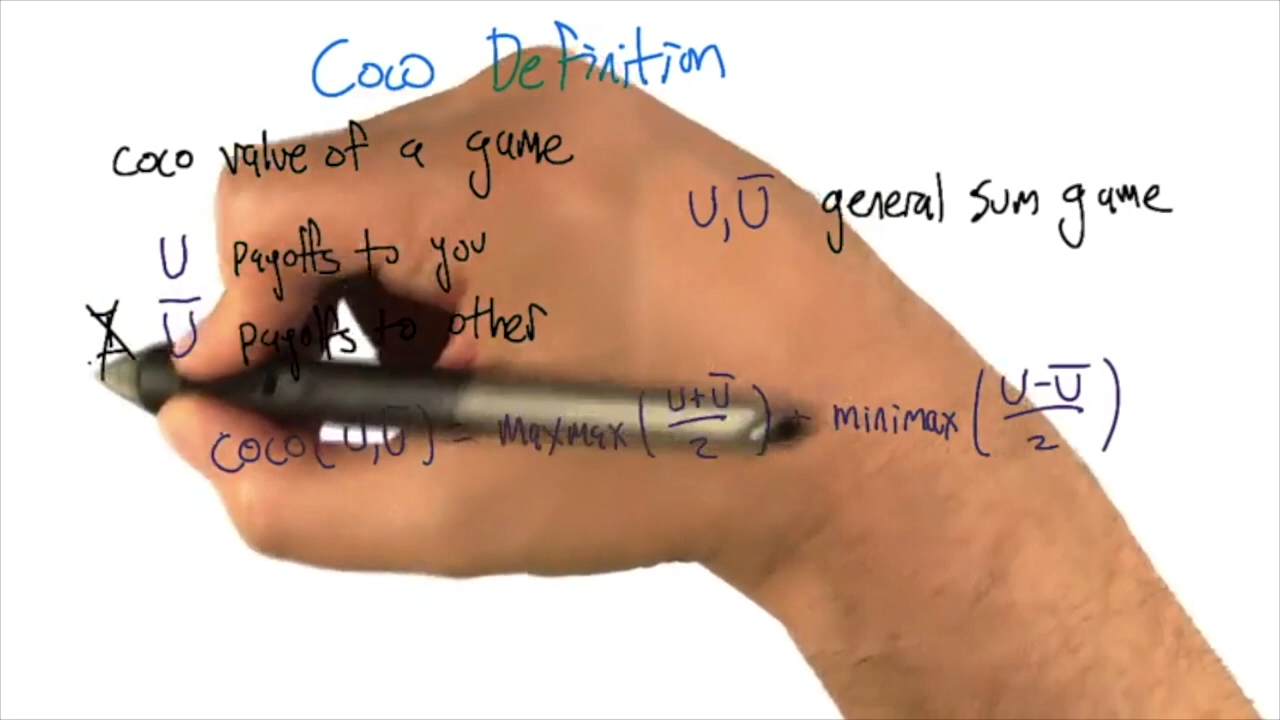 Coco Definition
coco value of a game
U, U̅ general sum game
U payoffs to you
U̅ payoffs to other
coco(U,U̅) = maxmax(U+U̅/2) + minimax(U-U̅/2)